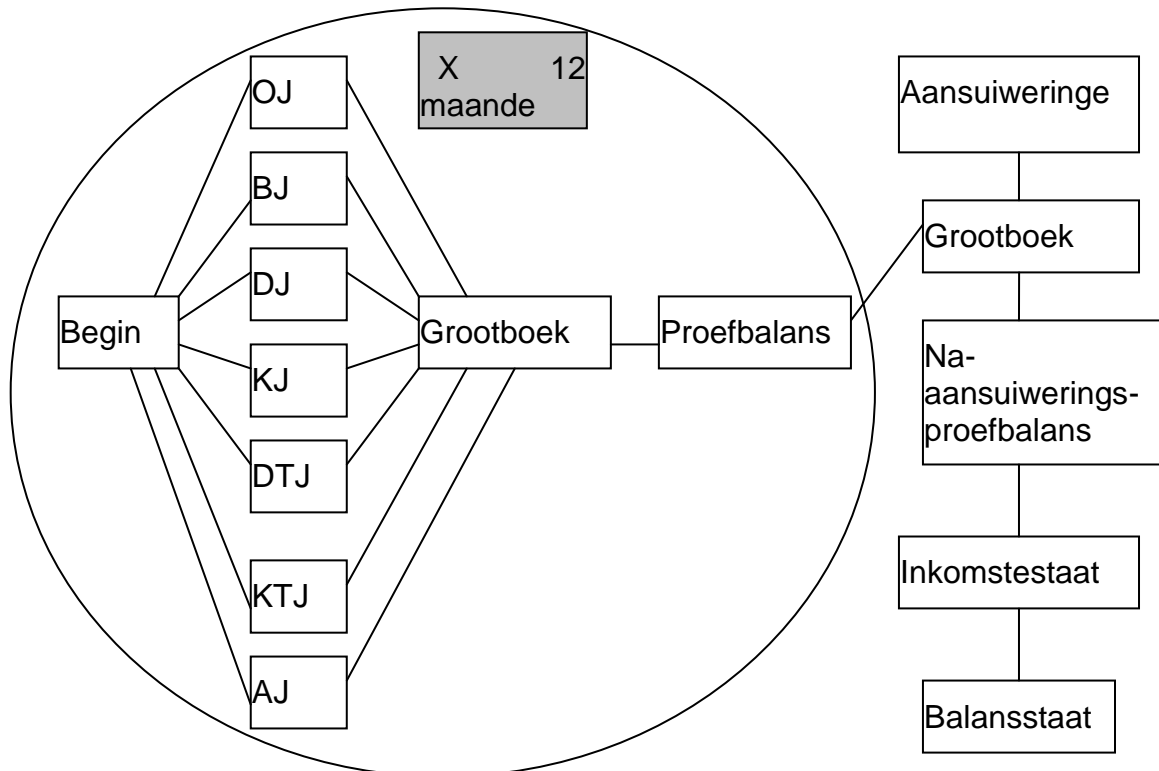 X 12
maande
OJ
BJ
DJ
KJ
DTJ
KTJ
AJ
Begin
Grootboek
Proefbalans
Aansuiweringe
Grootboek
Na-
aansuiwerings-
proefbalans
Inkomstestaat
Balansstaat